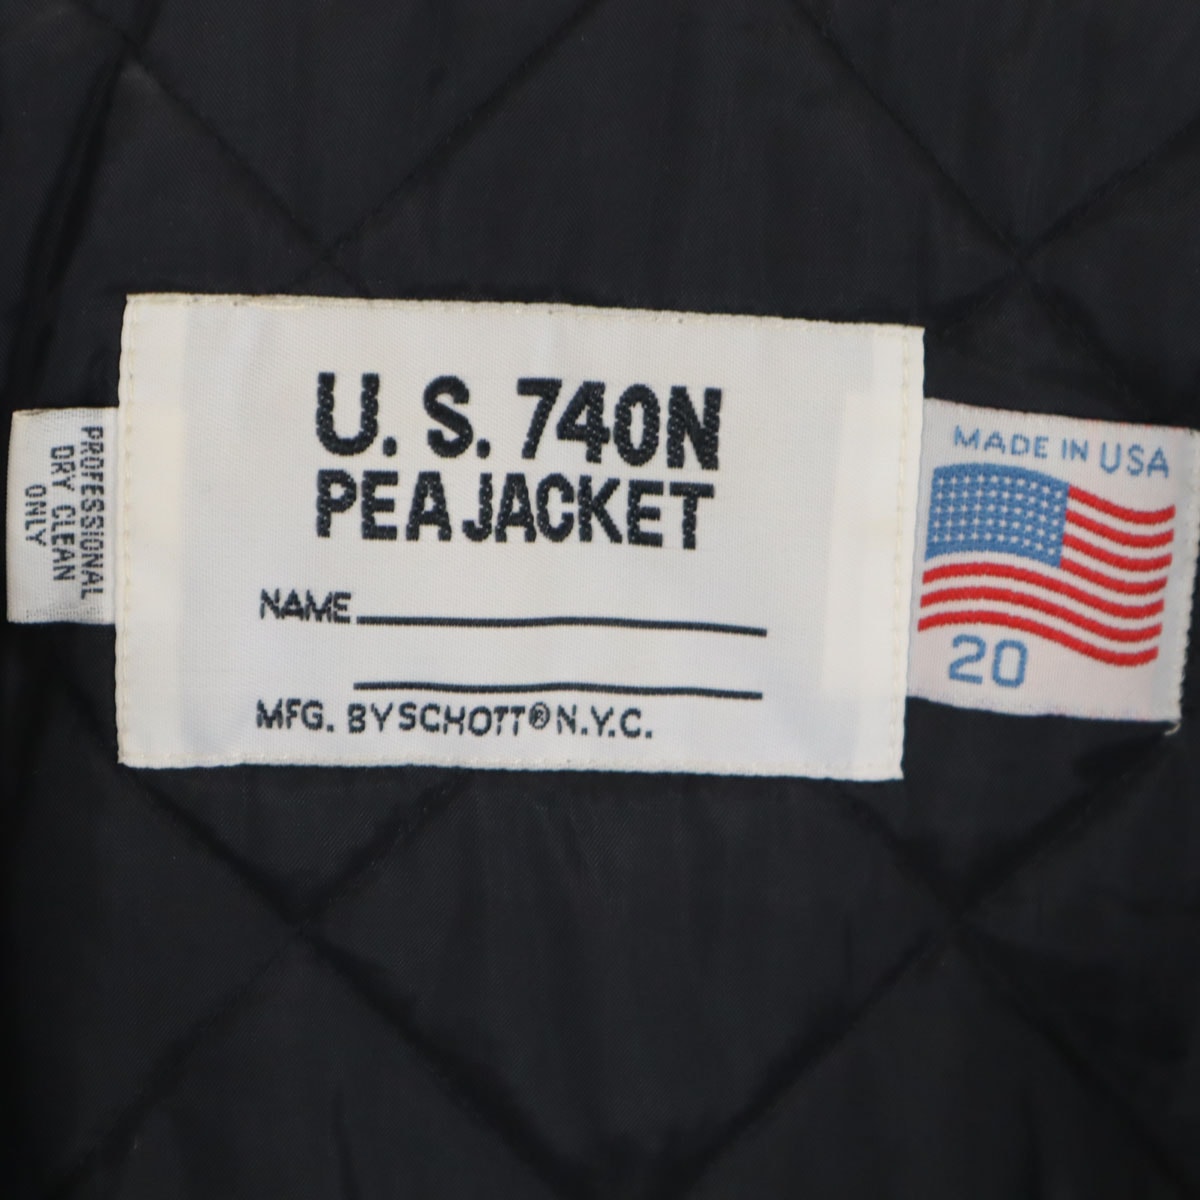 U. S. 740N
PEA JACKET
NAME
MFG. BY SCHOTT® N.Y.C.
PROFESSIONAL
DRY CLEAN
ONLY
MADE IN USA
20